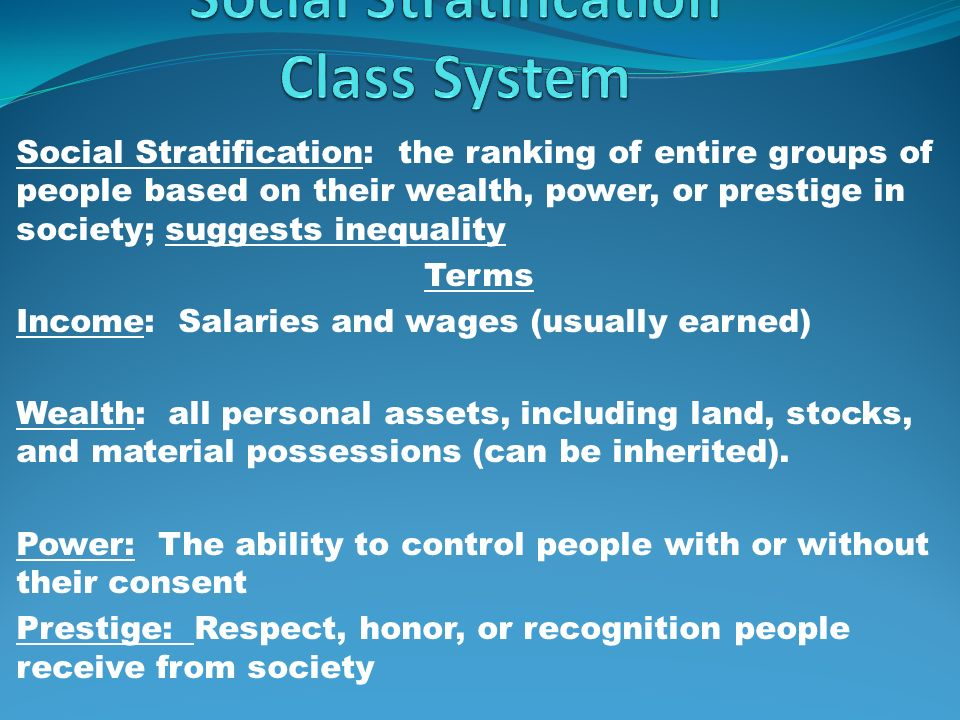 Social Stratification
Class System
Social Stratification:  the ranking of entire groups of
people based on their wealth, power, or prestige in
society; suggests inequality
Terms
Income:  Salaries and wages (usually earned)
Wealth:  all personal assets, including land, stocks,
and material possessions (can be inherited).
Power:  The ability to control people with or without
their consent
Prestige:  Respect, honor, or recognition people
receive from society